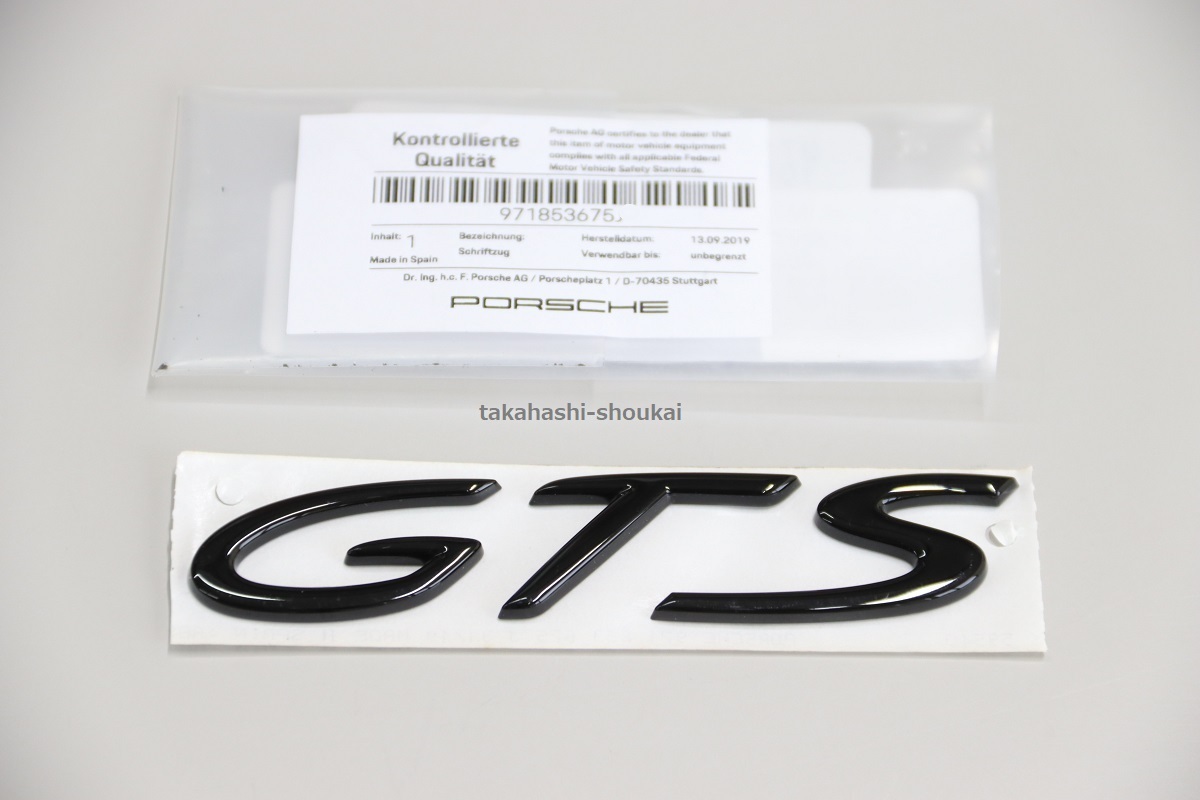 Kontrollierte
Qualität
Porsche AG certifies to the dealer that
this item of motor vehicle equipment
complies with all applicable Federal
Motor Vehicle Safety Standards.
971853675
Inhalt: 1
Made in Spain
Bezeichnung:
Schriftzug
Herstelldatum: 13.09.2019
Verwendbar bis: unbegrenzt
Dr. Ing. h.c. F. Porsche AG / Porscheplatz 1 / D-70435 Stuttgart
PORSCHE
takahashi-shoukai
GTS